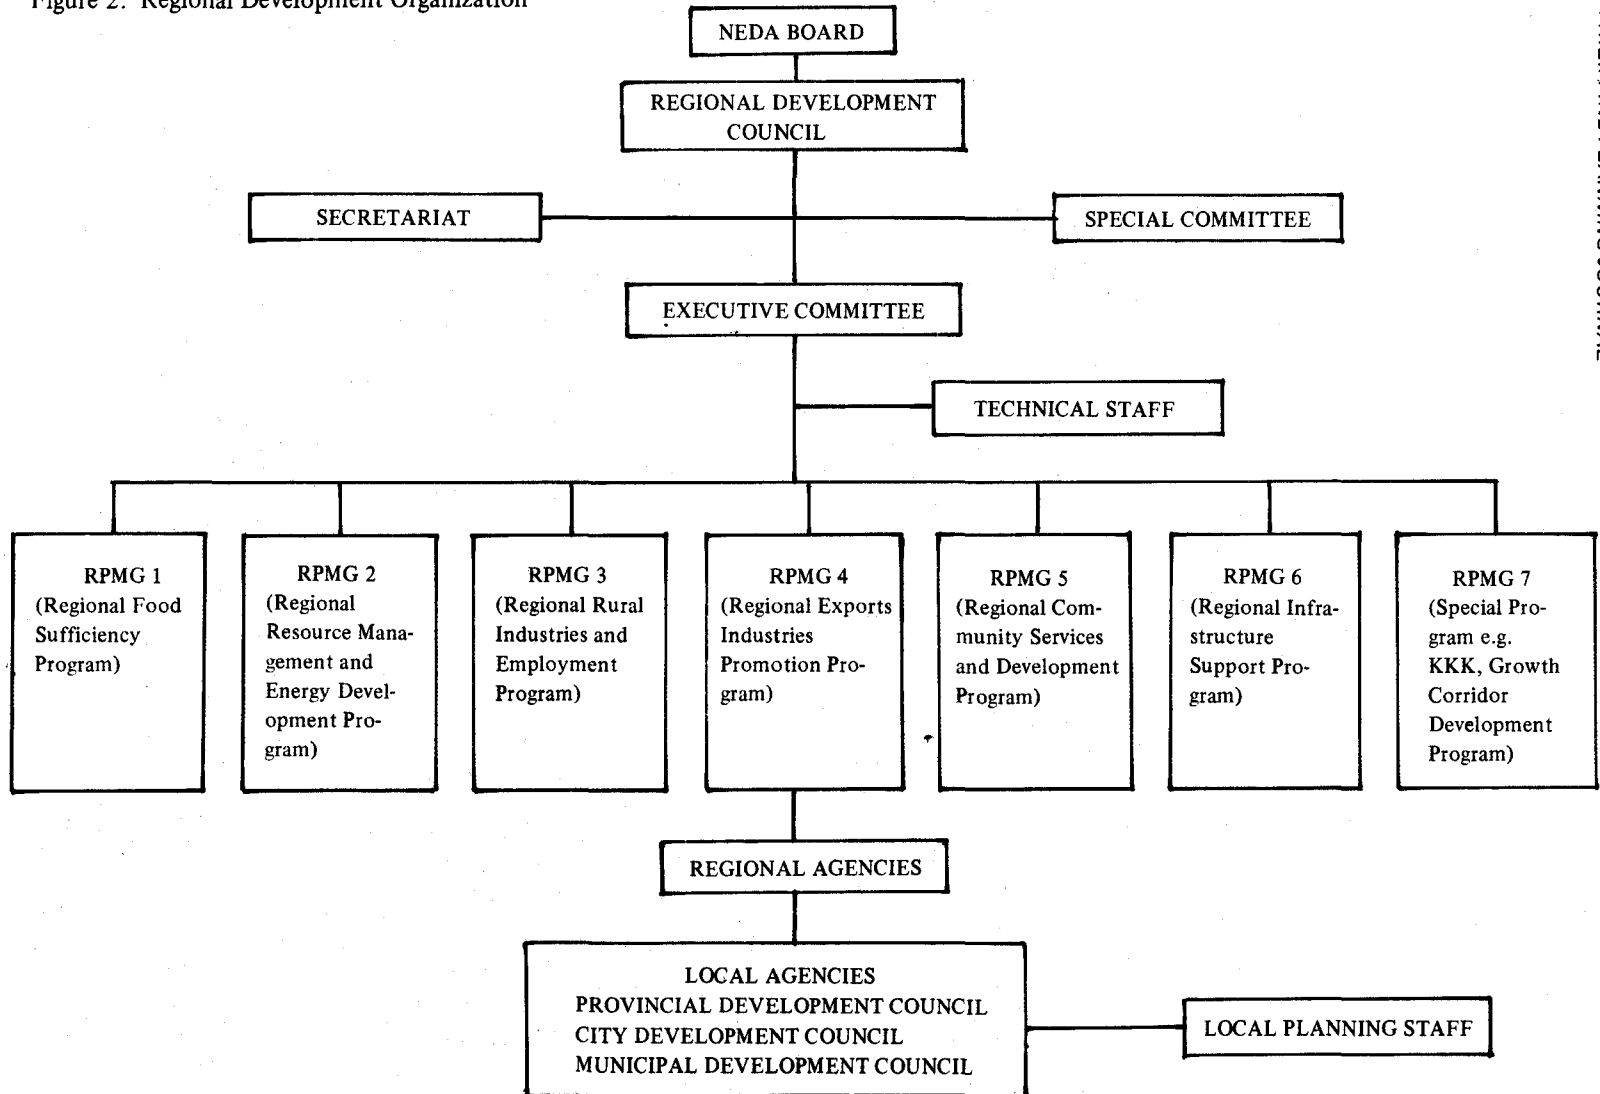 Figure 2. Regional Development Organization
NEDA BOARD
REGIONAL DEVELOPMENT
COUNCIL
SECRETARIAT
SPECIAL COMMITTEE
EXECUTIVE COMMITTEE
TECHNICAL STAFF
RPMG 1
(Regional Food
Sufficiency
Program)
RPMG 2
(Regional
Resource Mana-
gement and
Energy Devel-
opment Pro-
gram)
RPMG 3
(Regional Rural
Industries and
Employment
Program)
RPMG 4
(Regional Exports
Industries
Promotion Pro-
gram)
RPMG 5
(Regional Com-
munity Services
and Development
Program)
RPMG 6
(Regional Infra-
structure
Support Pro-
gram)
RPMG 7
(Special Pro-
gram e.g.
KKK, Growth
Corridor
Development
Program)
REGIONAL AGENCIES
LOCAL AGENCIES
PROVINCIAL DEVELOPMENT COUNCIL
CITY DEVELOPMENT COUNCIL
MUNICIPAL DEVELOPMENT COUNCIL
LOCAL PLANNING STAFF